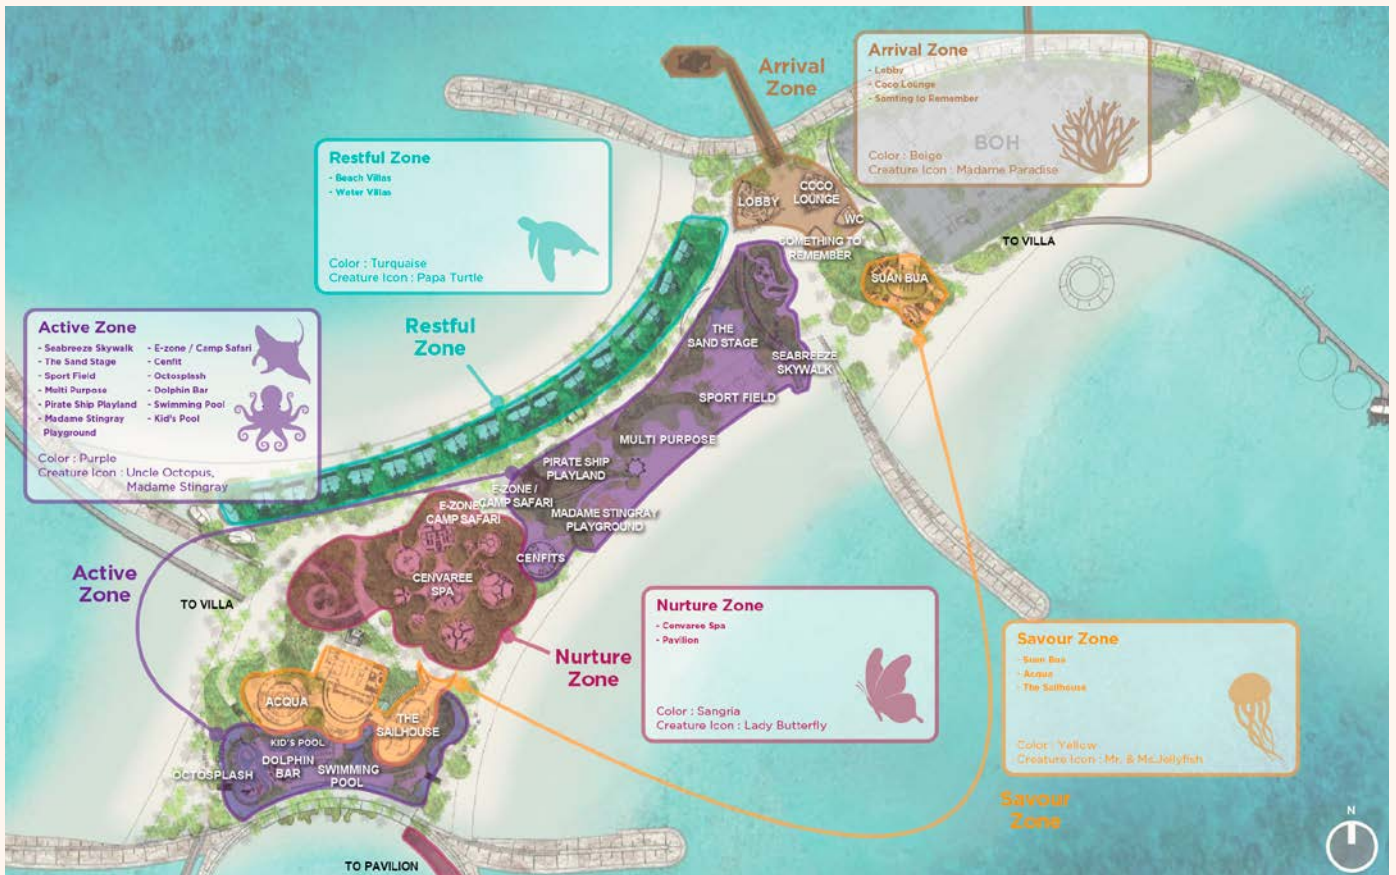 Arrival Zone
- Lobby
- Coco Lounge
- Samting to Remember
Color : Beige
Creature Icon : Madame Paradise
BOH
Arrival
Zone
Restful Zone
- Beach Villas
- Water Villas
Color : Turquaise
Creature Icon : Papa Turtle
LOBBY
COCO
LOUNGE
WC
COMETHING TO
REMEMBER
TO VILLA
SUAN BUA
Restful
Zone
Active Zone
- Seabreeze Skywalk
- The Sand Stage
- Sport Field
- Multi Purpose
- Pirate Ship Playland
- Madame Stingray
Playground
- E-zone / Camp Safari
- Cenfit
- Octosplash
- Dolphin Bar
- Swimming Pool
- Kid's Pool
Color : Purple
Creature Icon : Uncle Octopus,
Madame Stingray
THE
SAND STAGE
SEABREEZE
SKYWALK
SPORT FIELD
MULTI PURPOSE
PIRATE SHIP
PLAYLAND
E-ZONE /
CAMP SAFARI
E-ZONE /
CAMP SAFARI
MADAME STINGRAY
PLAYGROUND
CENFITS
CENVAREE
SPA
Active
Zone
TO VILLA
Nurture
Zone
Nurture Zone
- Cenvaree Spa
- Pavilion
Color : Sangria
Creature Icon : Lady Butterfly
Savour Zone
- Suan Bua
- Acqua
- The Sailhouse
Color : Yellow
Creature Icon : Mr. & Ms.Jellyfish
Savour
Zone
ACQUA
THE
SAILHOUSE
KID'S POOL
DOLPHIN
BAR
SWIMMING
POOL
OCTOSPLASH
TO PAVILION
N